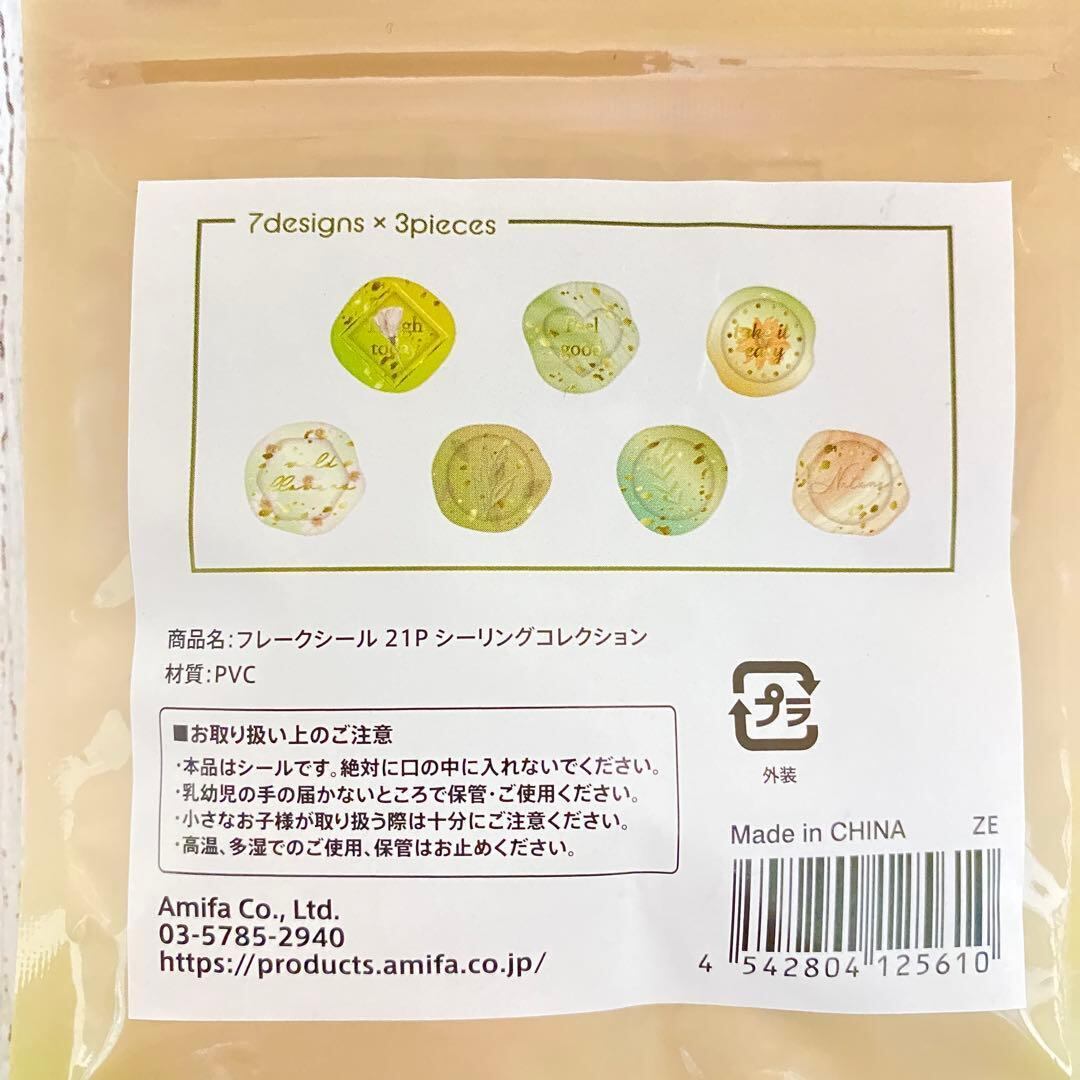 7designs × 3pieces
Feel
good
take it
easy
wild
flowers
商品名:フレークシール 21P シーリングコレクション
材質:PVC
■お取り扱い上のご注意
・本品はシールです。絶対に口の中に入れないでください。
・乳幼児の手の届かないところで保管・ご使用ください。
・小さなお子様が取り扱う際は十分にご注意ください。
・高温、多湿でのご使用、保管はお止めください。
プラ
外装
Amifa Co., Ltd.
03-5785-2940
https://products.amifa.co.jp/
Made in CHINA ZE
4 542804 125610